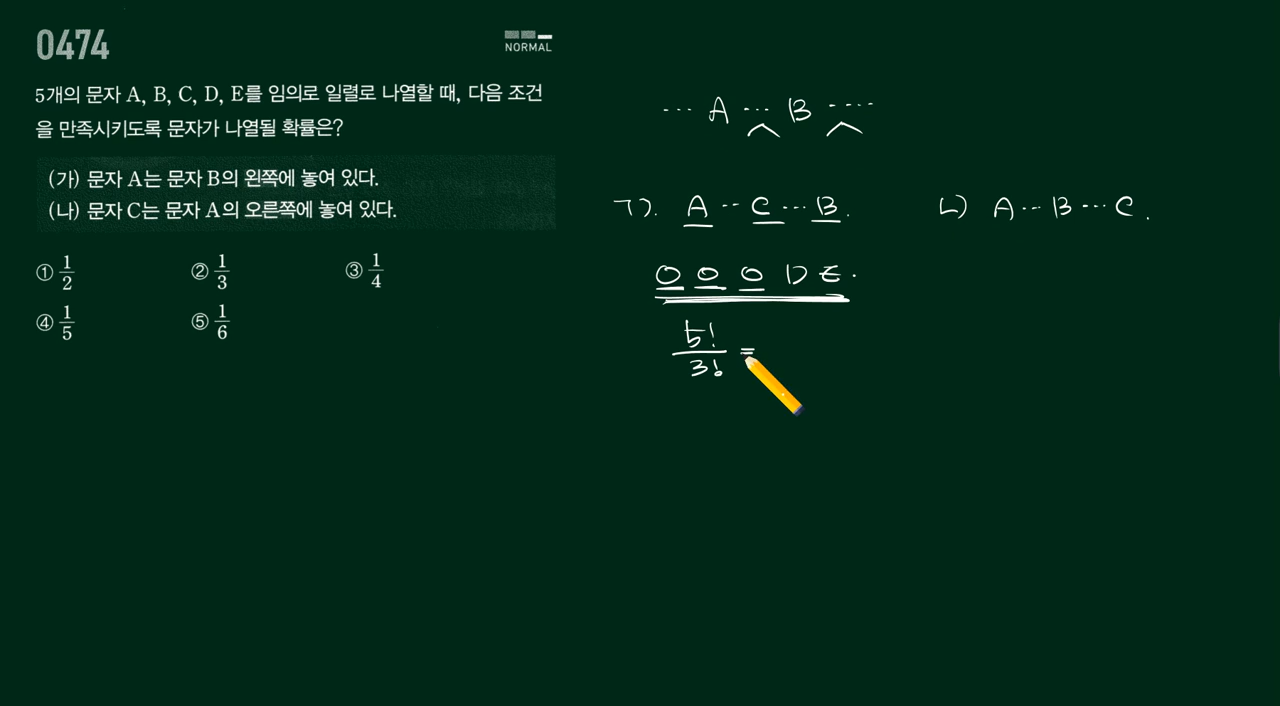 0474
NORMAL
5개의 문자 A, B, C, D, E를 임의로 일렬로 나열할 때, 다음 조건
을 만족시키도록 문자가 나열될 확률은?
(가) 문자 A는 문자 B의 왼쪽에 놓여 있다.
(나) 문자 C는 문자 A의 오른쪽에 놓여 있다.
① 1/2 ② 1/3 ③ 1/4
④ 1/5 ⑤ 1/6
··· A ··· B ····
ㄱ). A ·· C ··· B.
O O O D E.
5!/3! =
ㄴ) A ··· B ··· C.